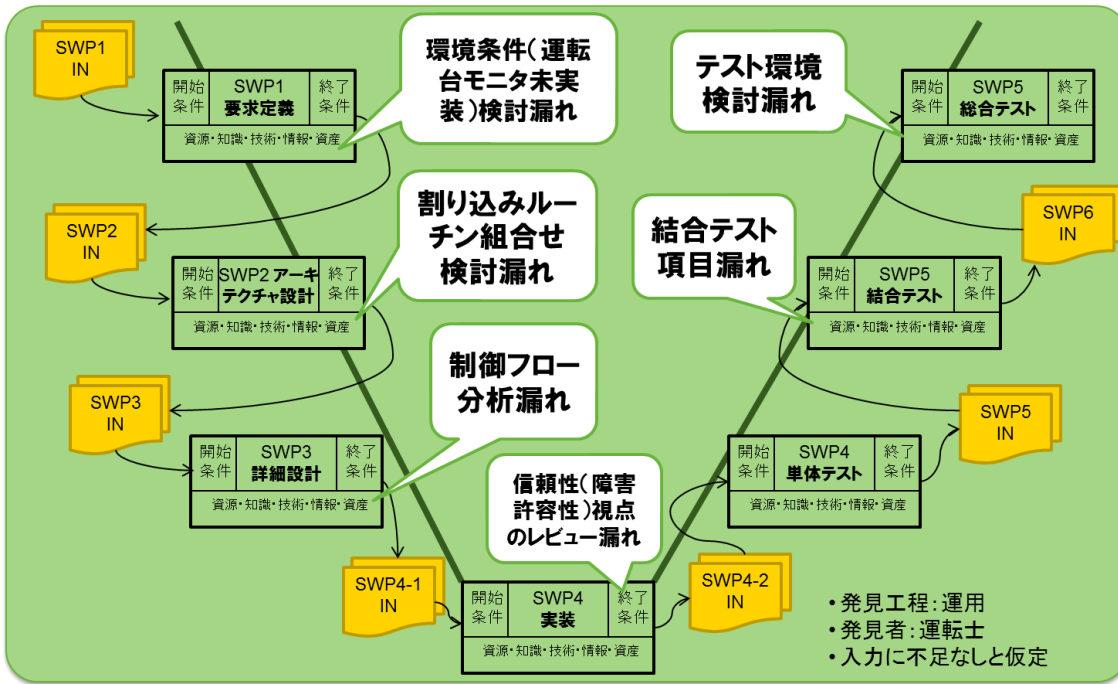 SWP1
IN
開始
条件
SWP1
要求定義
終了
条件
資源・知識・技術・情報・資産
環境条件(運転
台モニタ未実
装)検討漏れ
SWP2
IN
開始
条件
SWP2 アーキ
テクチャ設計
終了
条件
資源・知識・技術・情報・資産
割り込みルー
チン組合せ
検討漏れ
SWP3
IN
開始
条件
SWP3
詳細設計
終了
条件
資源・知識・技術・情報・資産
制御フロー
分析漏れ
SWP4-1
IN
開始
条件
SWP4
実装
終了
条件
資源・知識・技術・情報・資産
信頼性(障害
許容性)視点
のレビュー漏れ
SWP4-2
IN
開始
条件
SWP4
単体テスト
終了
条件
資源・知識・技術・情報・資産
SWP5
IN
結合テスト
項目漏れ
開始
条件
SWP5
結合テスト
終了
条件
資源・知識・技術・情報・資産
SWP6
IN
テスト環境
検討漏れ
開始
条件
SWP5
総合テスト
終了
条件
資源・知識・技術・情報・資産
・発見工程:運用
・発見者:運転士
・入力に不足なしと仮定